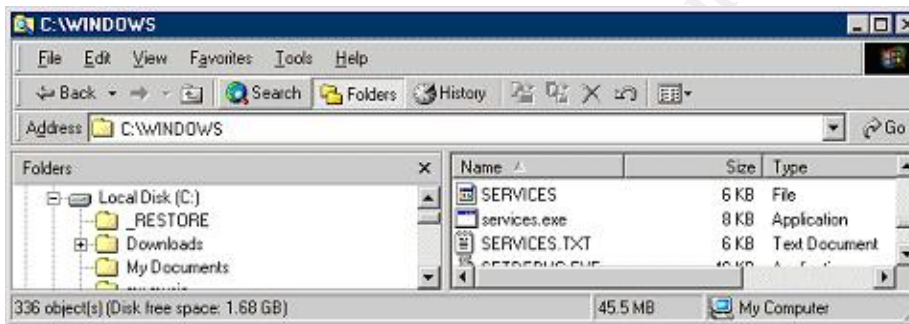 C:\WINDOWS
File Edit View Favorites Tools Help
Back Search Folders History
Address C:\WINDOWS Go
Folders × Name Size Type
Local Disk (C:)
_RESTORE
Downloads
My Documents
SERVICES 6 KB File
services.exe 8 KB Application
SERVICES.TXT 6 KB Text Document
336 object(s) (Disk free space: 1.68 GB) 45.5 MB My Computer